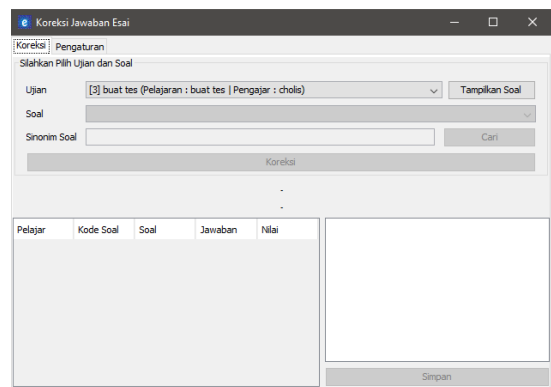 Koreksi Jawaban Esai
Koreksi Pengaturan
Silahkan Pilih Ujian dan Soal
Ujian [3] buat tes (Pelajaran : buat tes | Pengajar : cholis) Tampilkan Soal
Soal
Sinonim Soal Cari
Koreksi
-
-
Pelajar Kode Soal Soal Jawaban Nilai
Simpan